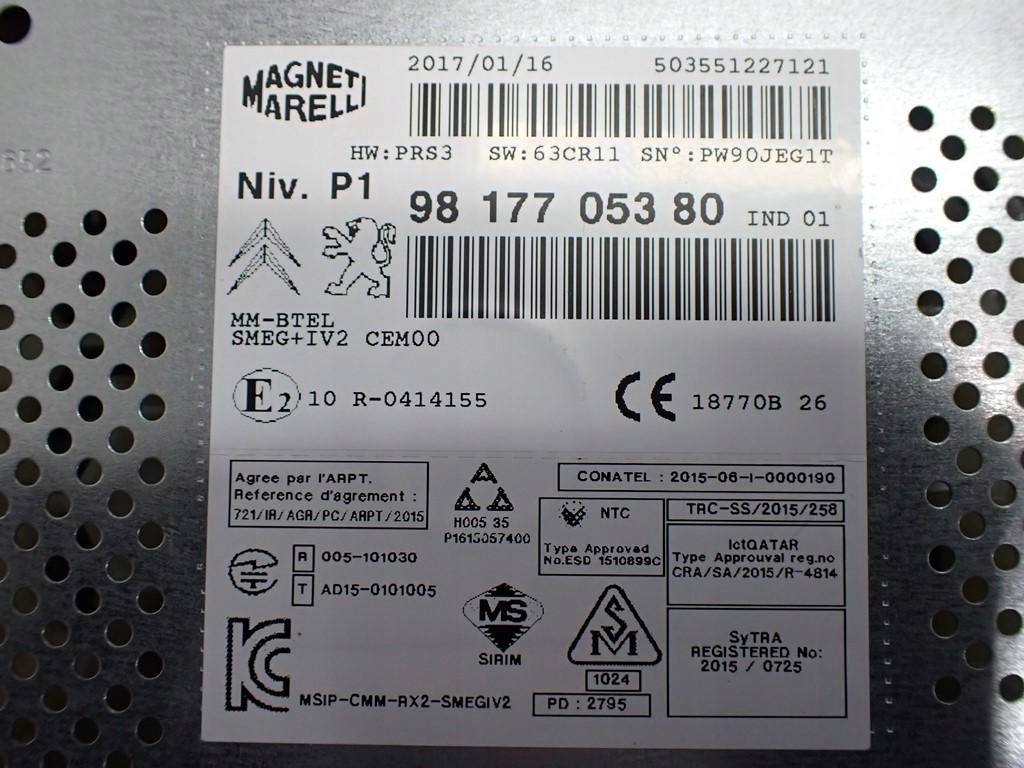 652
MAGNETI
MARELLI
2017/01/16 503551227121
HW:PRS3 SW:63CR11 SN°:PW90JEG1T
Niv. P1
98 177 053 80 IND 01
MM-BTEL
SMEG+IV2 CEM00
E2 10 R-0414155
CE 18770B 26
Agree par l'ARPT.
Reference d'agrement :
721/IR/AGR/PC/ARPT/2015
A
H005 35
P1615057400
CONATEL : 2015-06-I-0000190
NTC
Type Approved
No.ESD 1510899C
TRC-SS/2015/258
IctQATAR
Type Approuval reg.no
CRA/SA/2015/R-4814
R 005-101030
T AD15-0101005
MS
SIRIM
SM
1024
PD : 2795
SyTRA
REGISTERED No:
2015 / 0725
KC
MSIP-CMM-RX2-SMEGIV2